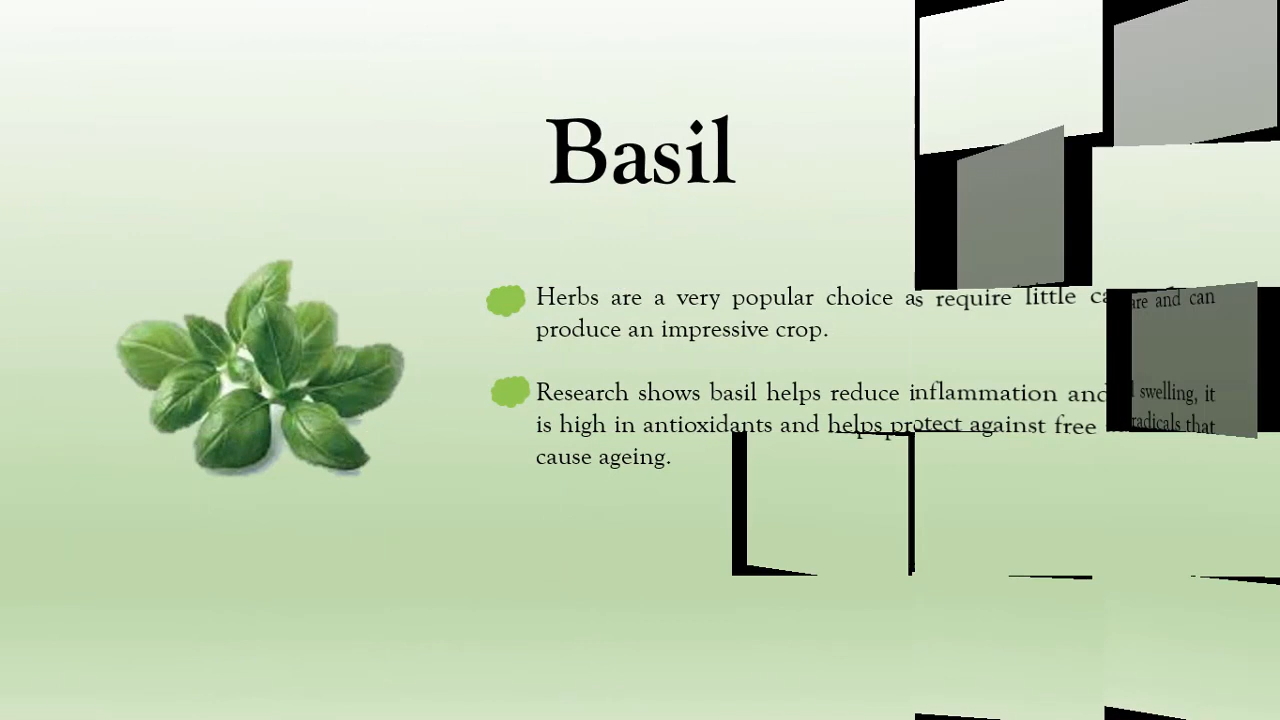 Basil
Herbs are a very popular choice as require little care and can
produce an impressive crop.
Research shows basil helps reduce inflammation and swelling, it
is high in antioxidants and helps protect against free radicals that
cause ageing.